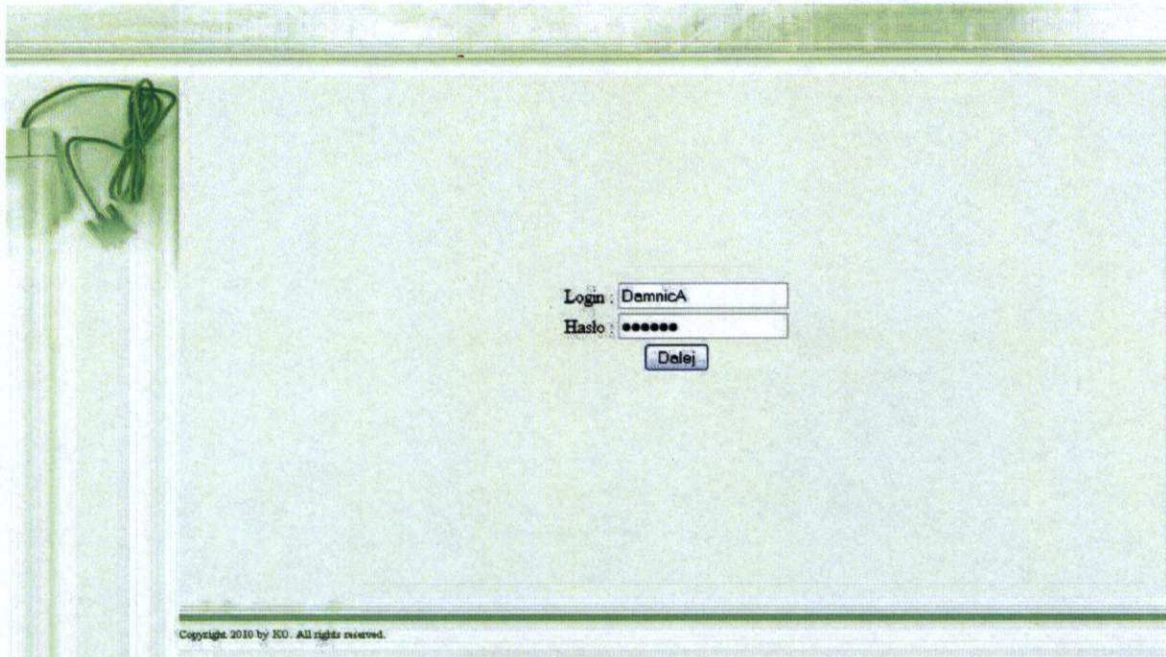 Login : DamnicA
Haslo : ●●●●●●
Dalej
Copyright 2010 by KO. All rights reserved.